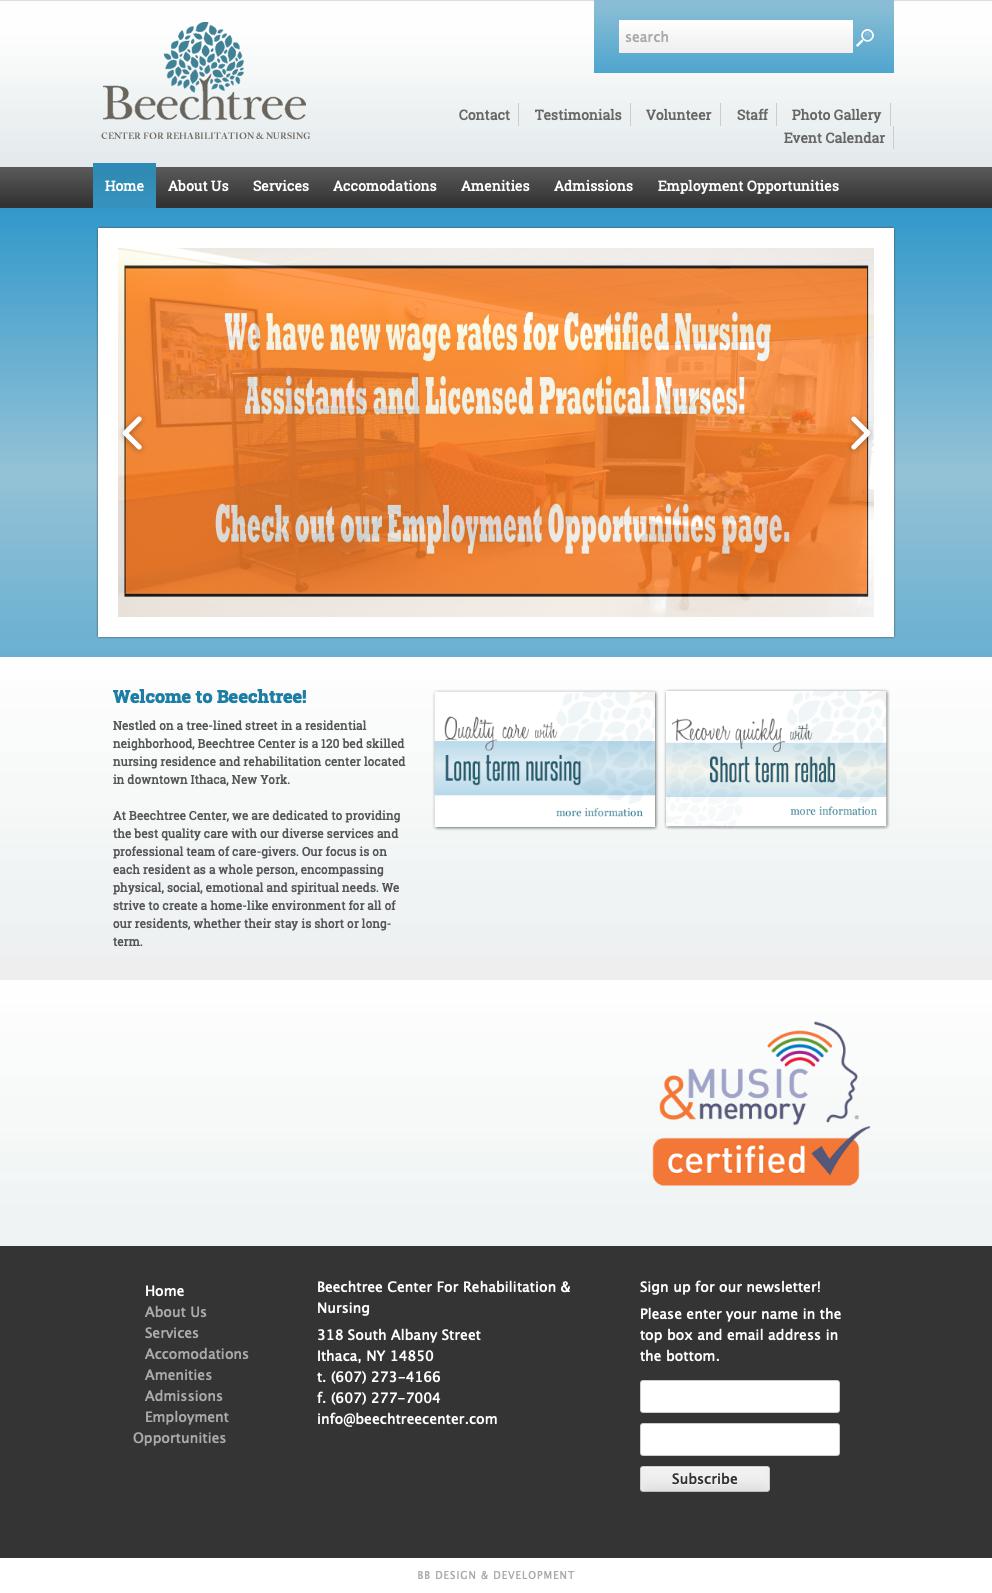 search
Beechtree
CENTER FOR REHABILITATION & NURSING
Contact
Testimonials
Volunteer
Staff
Photo Gallery
Event Calendar
Home
About Us
Services
Accomodations
Amenities
Admissions
Employment Opportunities
We have new wage rates for Certified Nursing
Assistants and Licensed Practical Nurses!
Check out our Employment Opportunities page.
Welcome to Beechtree!
Nestled on a tree-lined street in a residential
neighborhood, Beechtree Center is a 120 bed skilled
nursing residence and rehabilitation center located
in downtown Ithaca, New York.
At Beechtree Center, we are dedicated to providing
the best quality care with our diverse services and
professional team of care-givers. Our focus is on
each resident as a whole person, encompassing
physical, social, emotional and spiritual needs. We
strive to create a home-like environment for all of
our residents, whether their stay is short or long-
term.
Quality care with
Long term nursing
more information
Recover quickly with
Short term rehab
more information
&MUSIC
memory
certified
Home
About Us
Services
Accomodations
Amenities
Admissions
Employment
Opportunities
Beechtree Center For Rehabilitation &
Nursing
318 South Albany Street
Ithaca, NY 14850
t. (607) 273-4166
f. (607) 277-7004
info@beechtreecenter.com
Sign up for our newsletter!
Please enter your name in the
top box and email address in
the bottom.
Subscribe
BB DESIGN & DEVELOPMENT